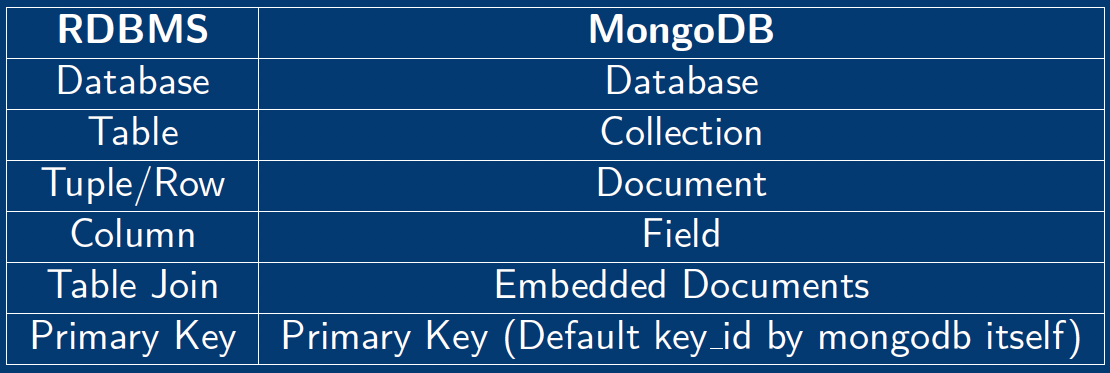 RDBMS MongoDB
Database Database
Table Collection
Tuple/Row Document
Column Field
Table Join Embedded Documents
Primary Key Primary Key (Default key_id by mongodb itself)